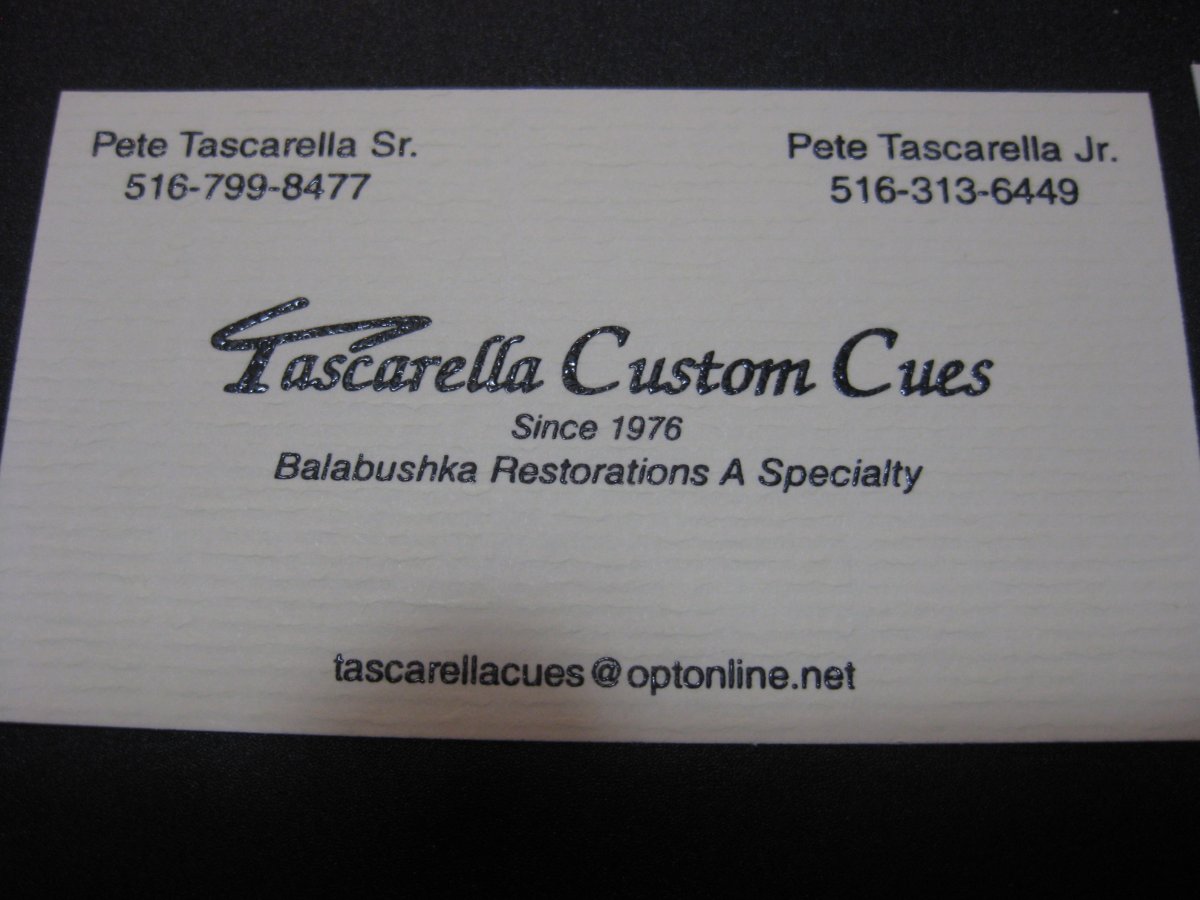 Pete Tascarella Sr.
516-799-8477
Pete Tascarella Jr.
516-313-6449
Tascarella Custom Cues
Since 1976
Balabushka Restorations A Specialty
tascarellacues@optonline.net